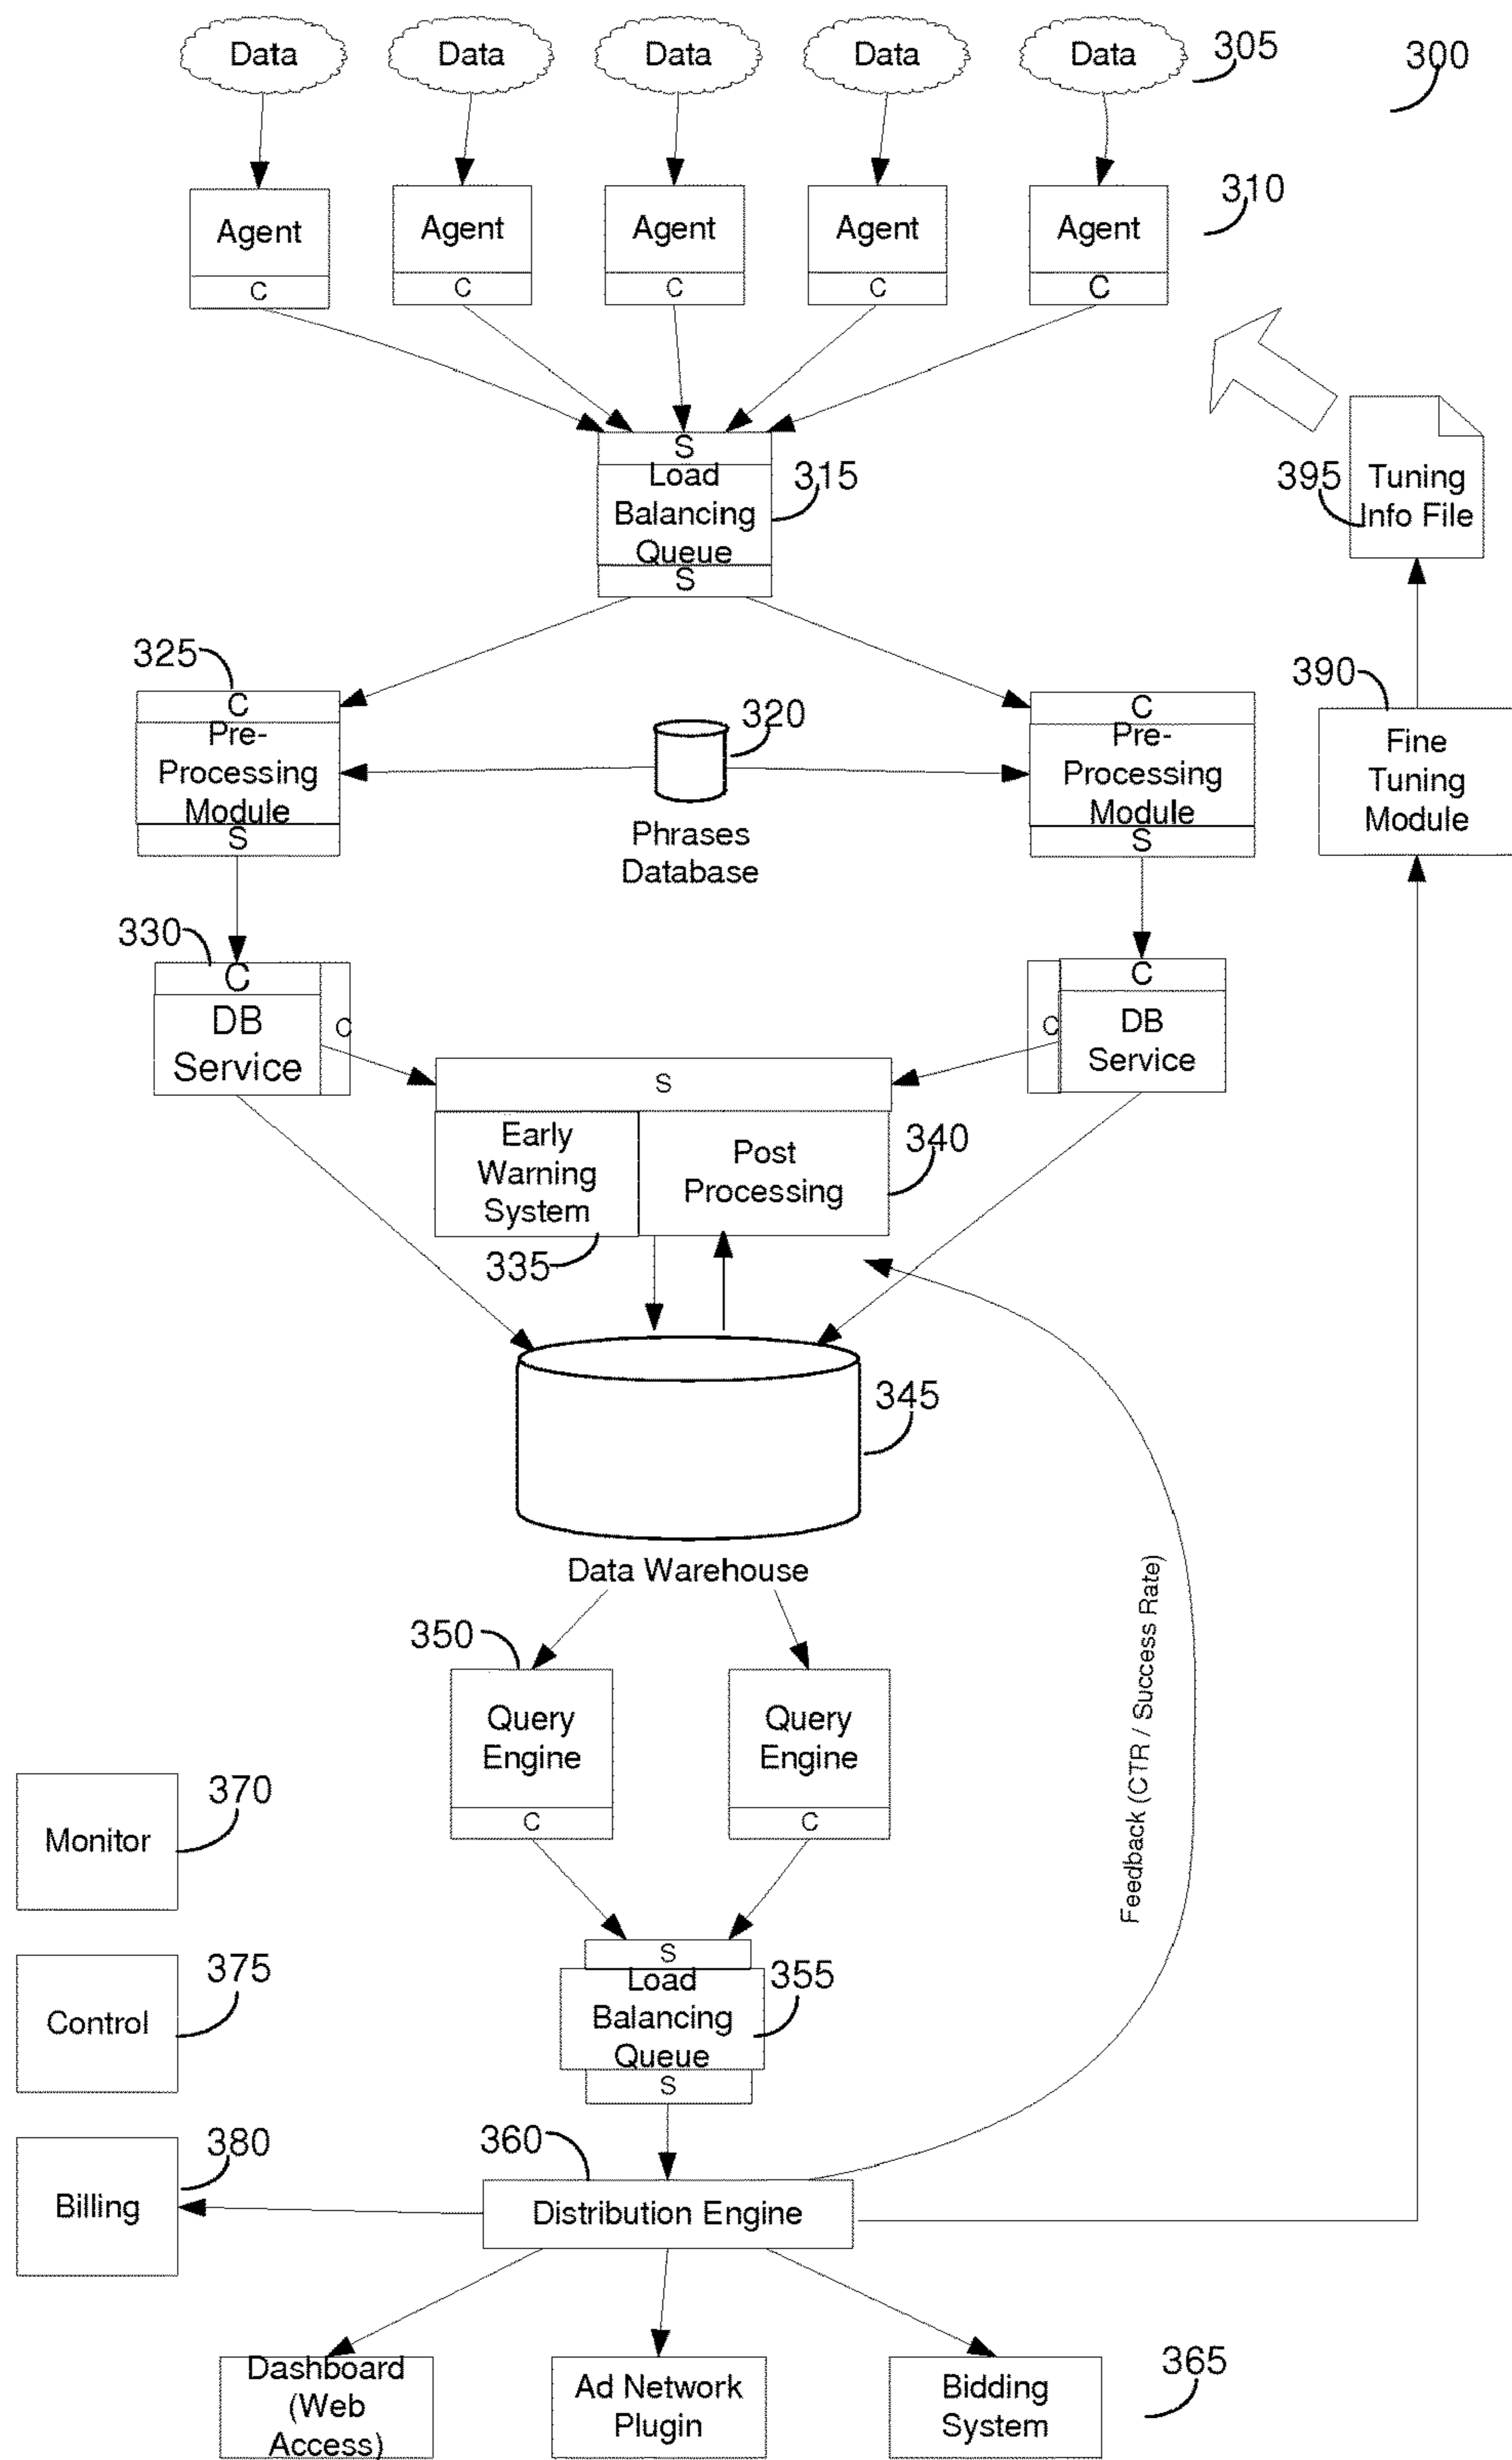 Data
Data
Data
Data
Data
305
300
Agent
C
Agent
C
Agent
C
Agent
C
Agent
C
310
S
Load
Balancing
Queue
S
315
395
Tuning
Info File
325
C
Pre-
Processing
Module
S
320
Phrases
Database
C
Pre-
Processing
Module
S
390
Fine
Tuning
Module
330
C
DB
Service
C
C
C
DB
Service
S
Early
Warning
System
335
Post
Processing
340
345
Data Warehouse
Feedback (CTR / Success Rate)
350
Query
Engine
C
Query
Engine
C
370
Monitor
375
Control
S
Load
Balancing
Queue
S
355
380
Billing
360
Distribution Engine
Dashboard
(Web
Access)
Ad Network
Plugin
Bidding
System
365